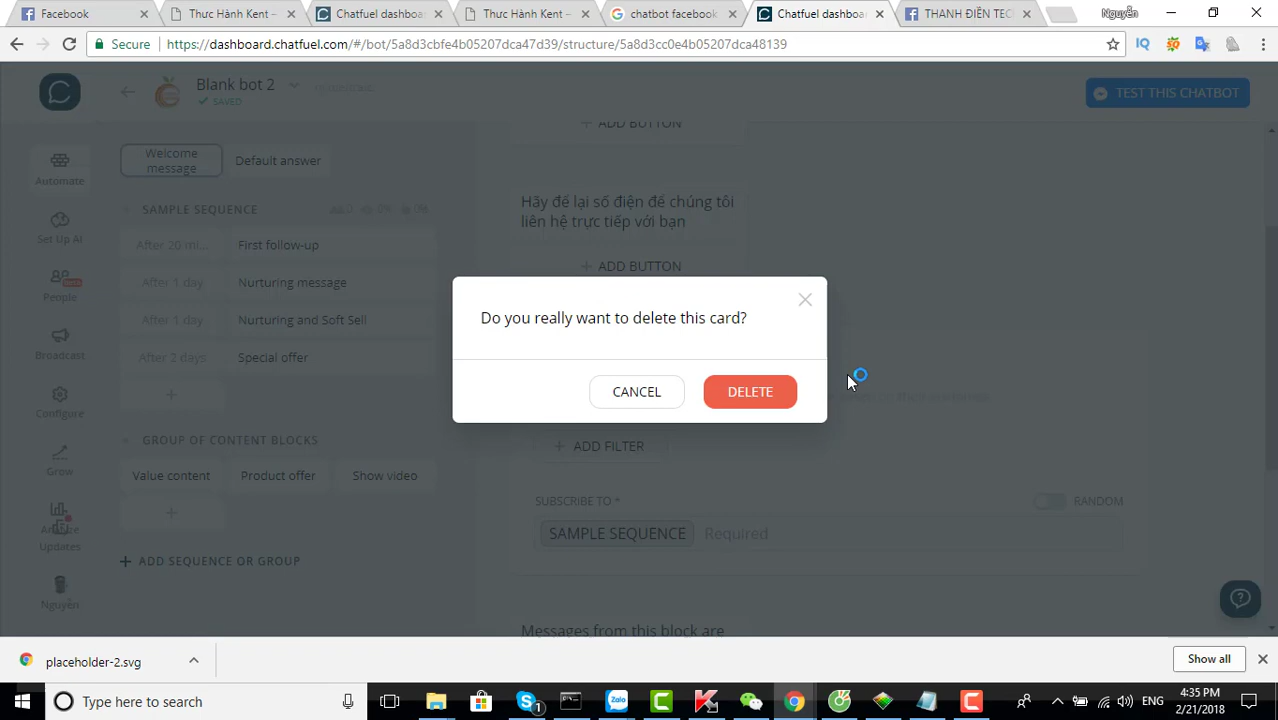 Facebook
Thực Hành Kent –
Chatfuel dashboa
Thực Hành Kent –
chatbot facebook
Chatfuel dashboa
THANH ĐIỀN TEC
Nguyễn
Secure
https://dashboard.chatfuel.com/#/bot/5a8d3cbfe4b05207dca47d39/structure/5a8d3cc0e4b05207dca48139
Blank bot 2
SAVED
TEST THIS CHATBOT
+ ADD BUTTON
Automate
Set Up AI
People
Beta
Broadcast
Configure
Grow
Analyze
Updates
Nguyễn
Welcome
message
Default answer
SAMPLE SEQUENCE
After 20 mi...
First follow-up
After 1 day
Nurturing message
After 1 day
Nurturing and Soft Sell
After 2 days
Special offer
+
GROUP OF CONTENT BLOCKS
Value content
Product offer
Show video
+
+ ADD SEQUENCE OR GROUP
Hãy để lại số điện để chúng tôi
liên hệ trực tiếp với bạn
+ ADD BUTTON
Do you really want to delete this card?
CANCEL
DELETE
+ ADD FILTER
SUBSCRIBE TO *
RANDOM
SAMPLE SEQUENCE
Required
Messages from this block are
placeholder-2.svg
Show all
Type here to search
1
ENG
4:35 PM
2/21/2018